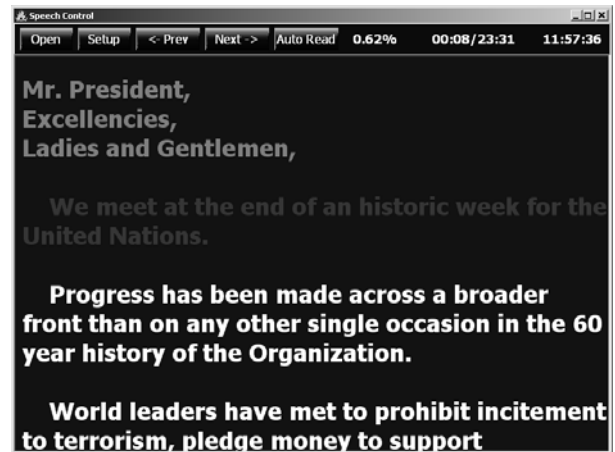 Speech Control
Open Setup <- Prev Next -> Auto Read 0.62% 00:08/23:31 11:57:36
Mr. President,
Excellencies,
Ladies and Gentlemen,
We meet at the end of an historic week for the
United Nations.
Progress has been made across a broader
front than on any other single occasion in the 60
year history of the Organization.
World leaders have met to prohibit incitement
to terrorism, pledge money to support